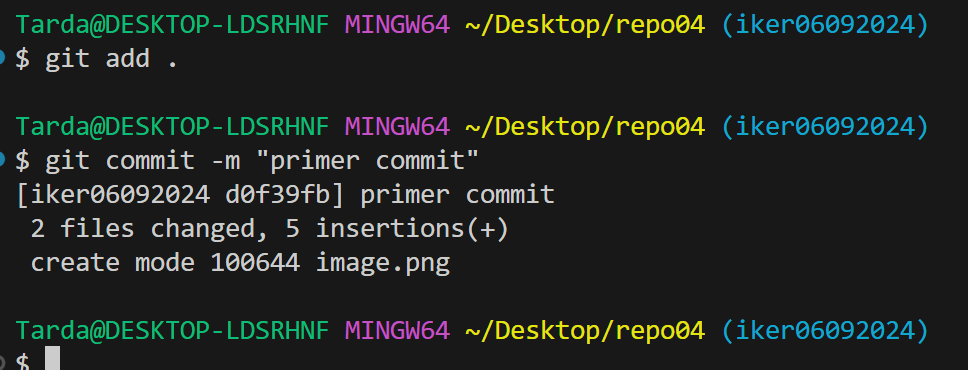 Tarda@DESKTOP-LDSRHNF MINGW64 ~/Desktop/repo04 (iker06092024)
$ git add .
Tarda@DESKTOP-LDSRHNF MINGW64 ~/Desktop/repo04 (iker06092024)
$ git commit -m "primer commit"
[iker06092024 d0f39fb] primer commit
 2 files changed, 5 insertions(+)
 create mode 100644 image.png
Tarda@DESKTOP-LDSRHNF MINGW64 ~/Desktop/repo04 (iker06092024)
$